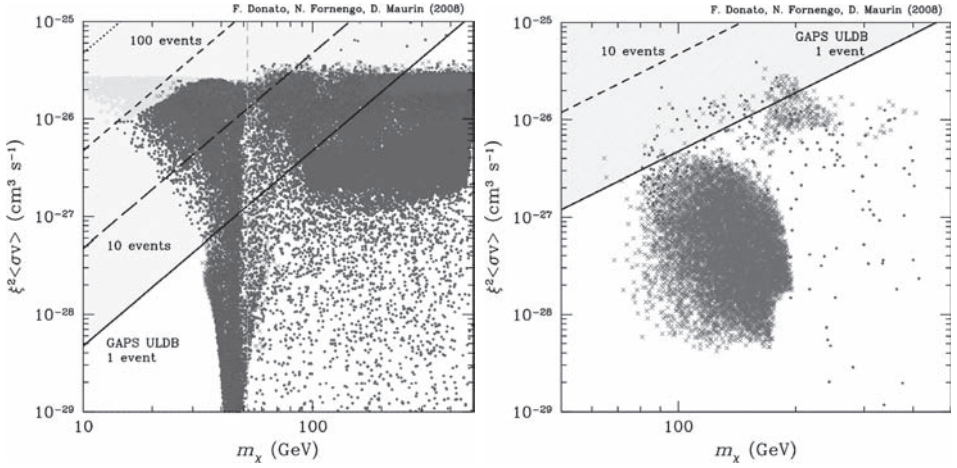 F. Donato, N. Fornengo, D. Maurin (2008)
100 events
10 events
GAPS ULDB
1 event
10⁻²⁵
10⁻²⁶
10⁻²⁷
10⁻²⁸
10⁻²⁹
ξ²<σv> (cm³ s⁻¹)
10
100
mχ (GeV)
F. Donato, N. Fornengo, D. Maurin (2008)
10 events
GAPS ULDB
1 event
10⁻²⁵
10⁻²⁶
10⁻²⁷
10⁻²⁸
10⁻²⁹
ξ²<σv> (cm³ s⁻¹)
100
mχ (GeV)